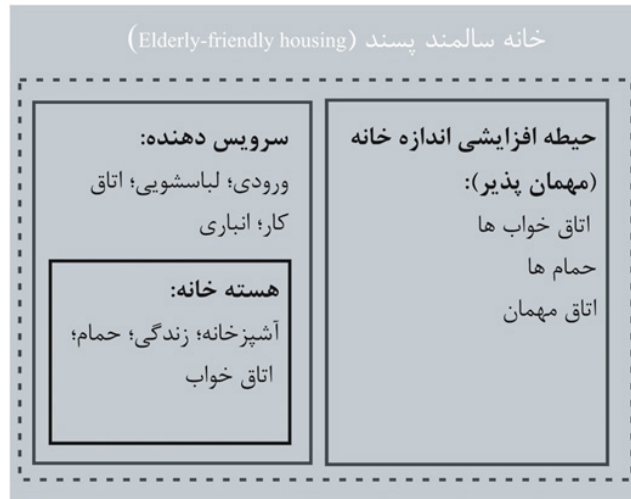 خانه سالمند پسند (Elderly-friendly housing)
حیطه افزایشی اندازه خانه
(مهمان پذیر):
اتاق خواب ها
حمام ها
اتاق مهمان
سرویس دهنده:
ورودی؛ لباسشویی؛ اتاق
کار؛ انباری
هسته خانه:
آشپزخانه؛ زندگی؛ حمام؛
اتاق خواب